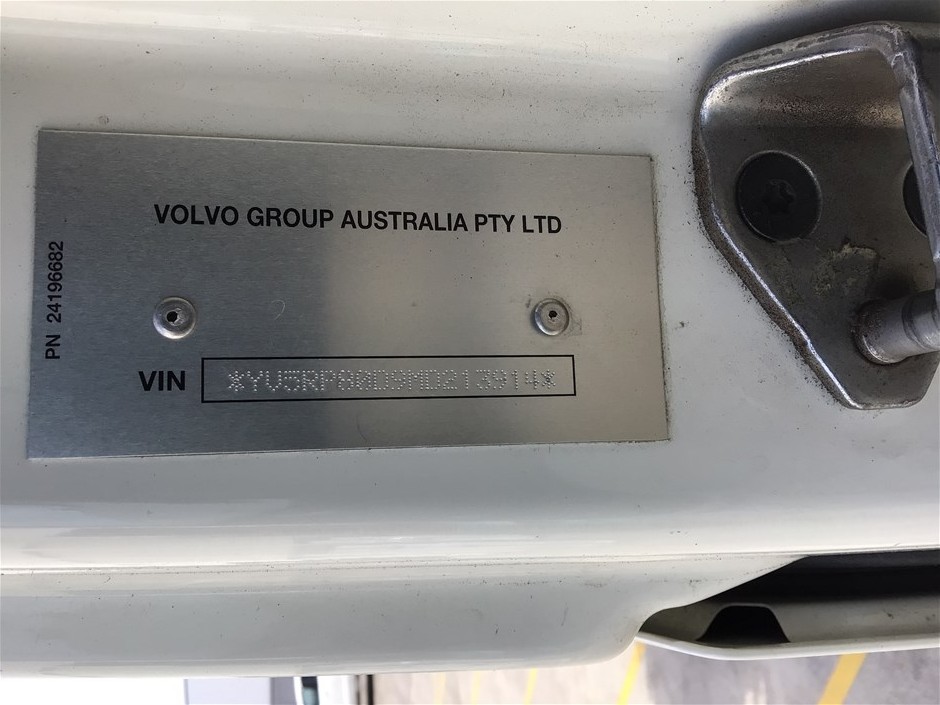 VOLVO GROUP AUSTRALIA PTY LTD
PN 24196682
VIN *YV5RP80D9MD213914*